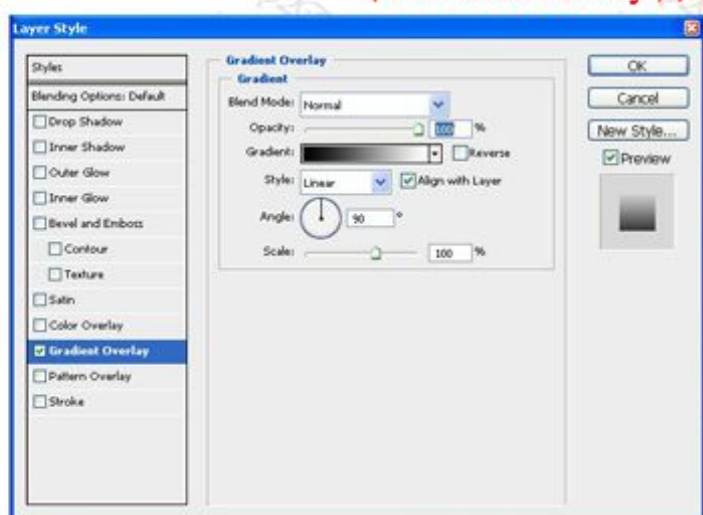 Layer Style
Styles
Blending Options: Default
Drop Shadow
Inner Shadow
Outer Glow
Inner Glow
Bevel and Emboss
Contour
Texture
Satin
Color Overlay
Gradient Overlay
Pattern Overlay
Stroke
Gradient Overlay
Gradient
Blend Mode: Normal
Opacity: 100 %
Gradient: Reverse
Style: Linear Align with Layer
Angle: 90 °
Scale: 100 %
OK
Cancel
New Style...
Preview